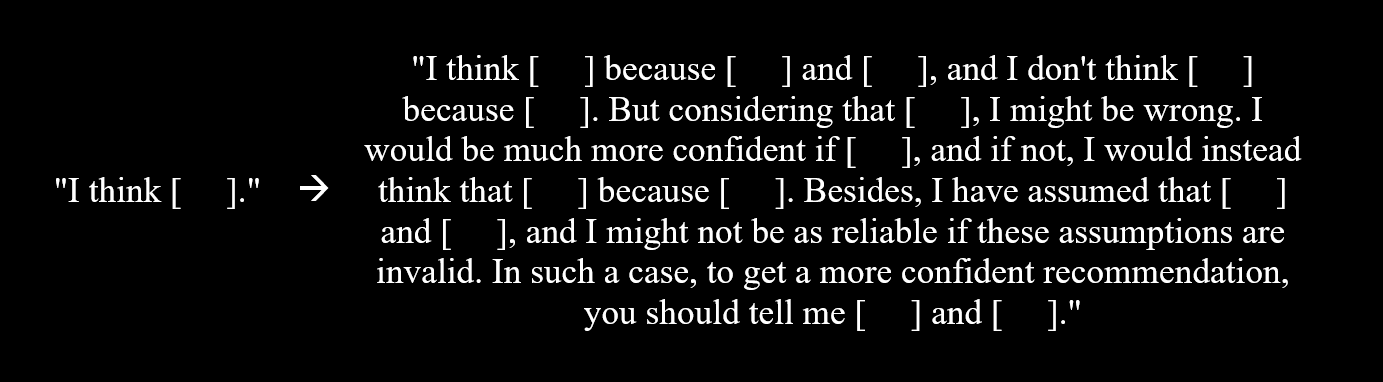 "I think [    ]."   →
"I think [    ] because [    ] and [    ], and I don't think [    ]
because [    ]. But considering that [    ], I might be wrong. I
would be much more confident if [    ], and if not, I would instead
think that [    ] because [    ]. Besides, I have assumed that [    ]
and [    ], and I might not be as reliable if these assumptions are
invalid. In such a case, to get a more confident recommendation,
you should tell me [    ] and [    ]."